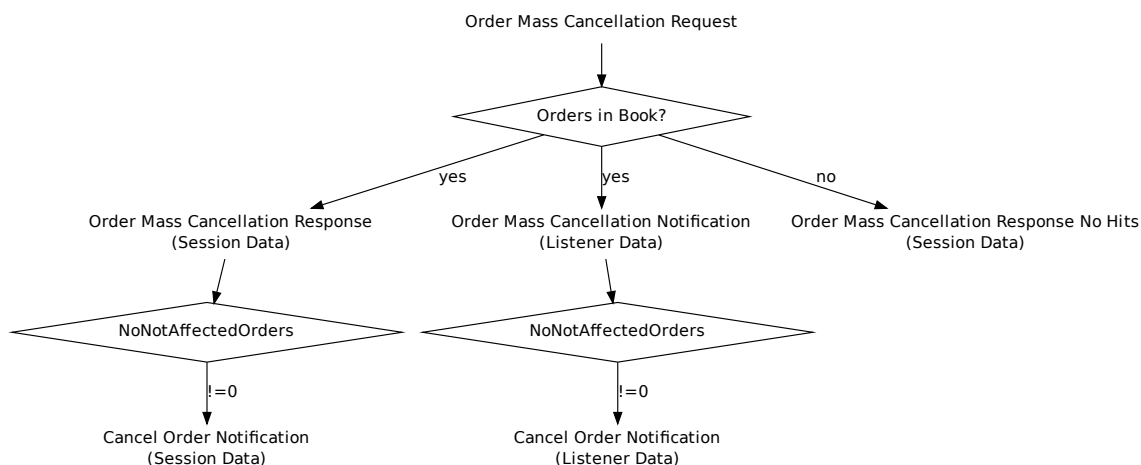 Order Mass Cancellation Request
Orders in Book?
yes
yes
no
Order Mass Cancellation Response
(Session Data)
Order Mass Cancellation Notification
(Listener Data)
Order Mass Cancellation Response No Hits
(Session Data)
NoNotAffectedOrders
NoNotAffectedOrders
!=0
!=0
Cancel Order Notification
(Session Data)
Cancel Order Notification
(Listener Data)